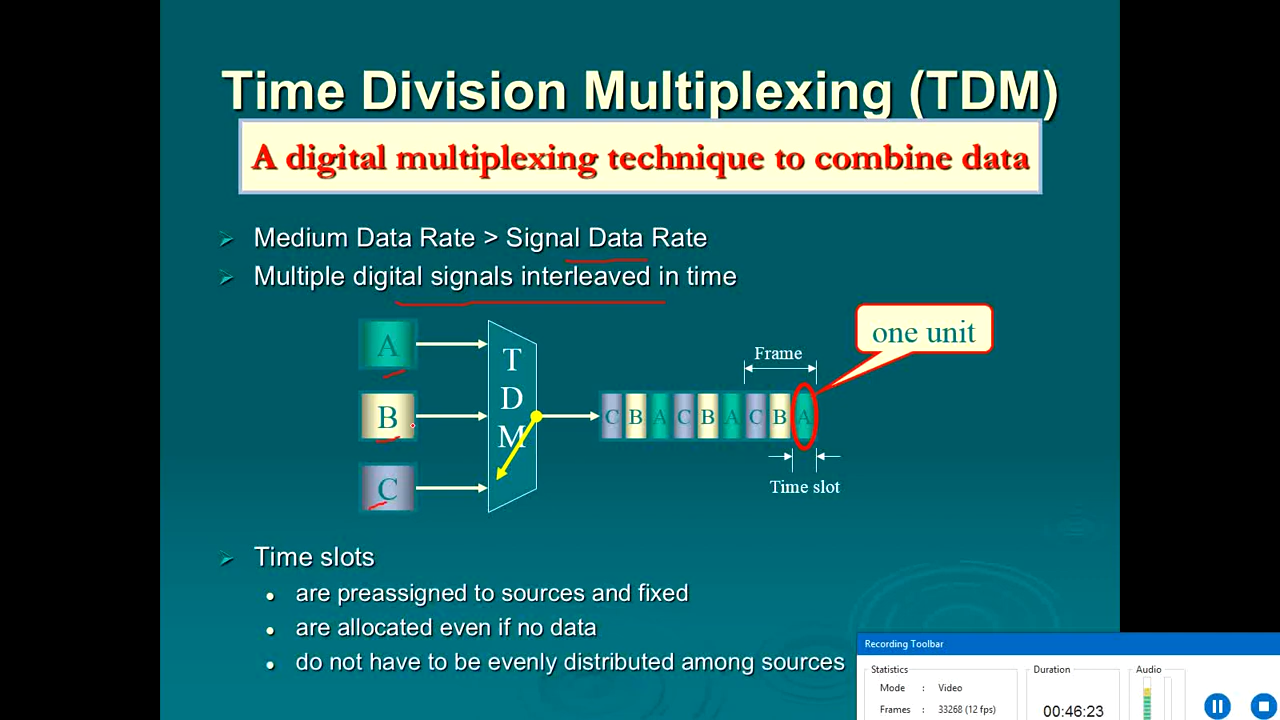 Time Division Multiplexing (TDM)
A digital multiplexing technique to combine data
Medium Data Rate > Signal Data Rate
Multiple digital signals interleaved in time
one unit
Frame
A
B
C
T
D
M
C B A C B A C B A
Time slot
Time slots
are preassigned to sources and fixed
are allocated even if no data
do not have to be evenly distributed among sources
Recording Toolbar
Statistics
Mode : Video
Frames : 33268 (12 fps)
Duration
00:46:23
Audio